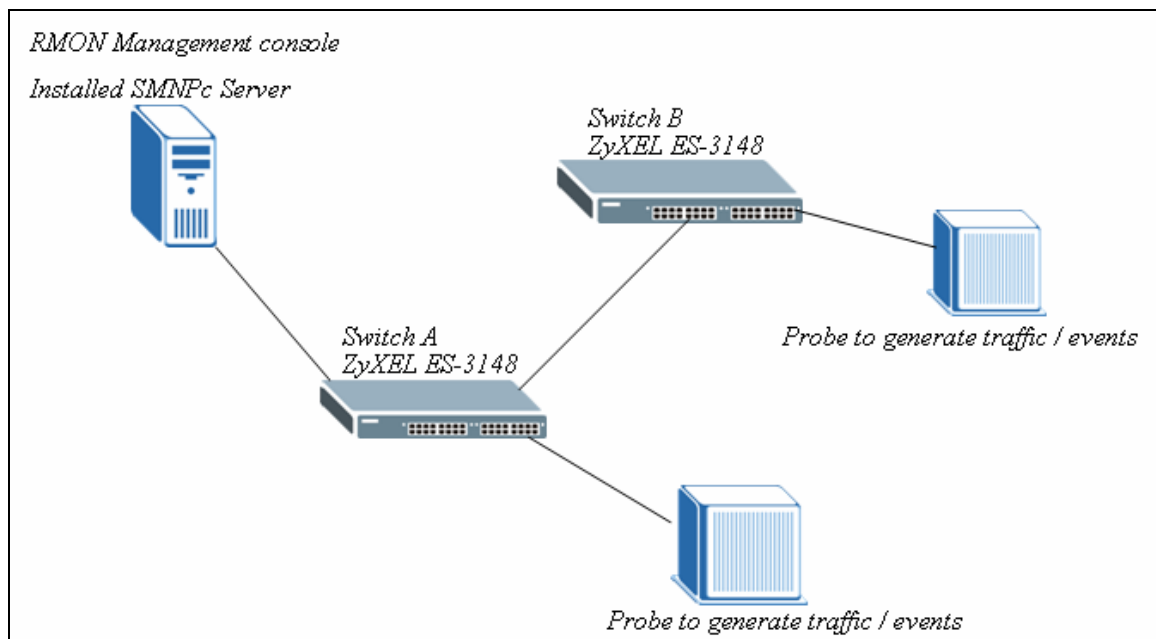 RMON Management console
Installed SMNPc Server
Switch B
ZyXEL ES-3148
Probe to generate traffic / events
Switch A
ZyXEL ES-3148
Probe to generate traffic / events